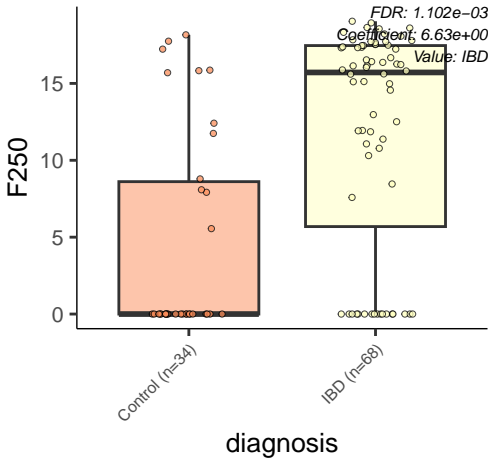 FDR: 1.102e−03
Coefficient: 6.63e+00
Value: IBD
15
10
5
0
F250
Control (n=34)
IBD (n=68)
diagnosis